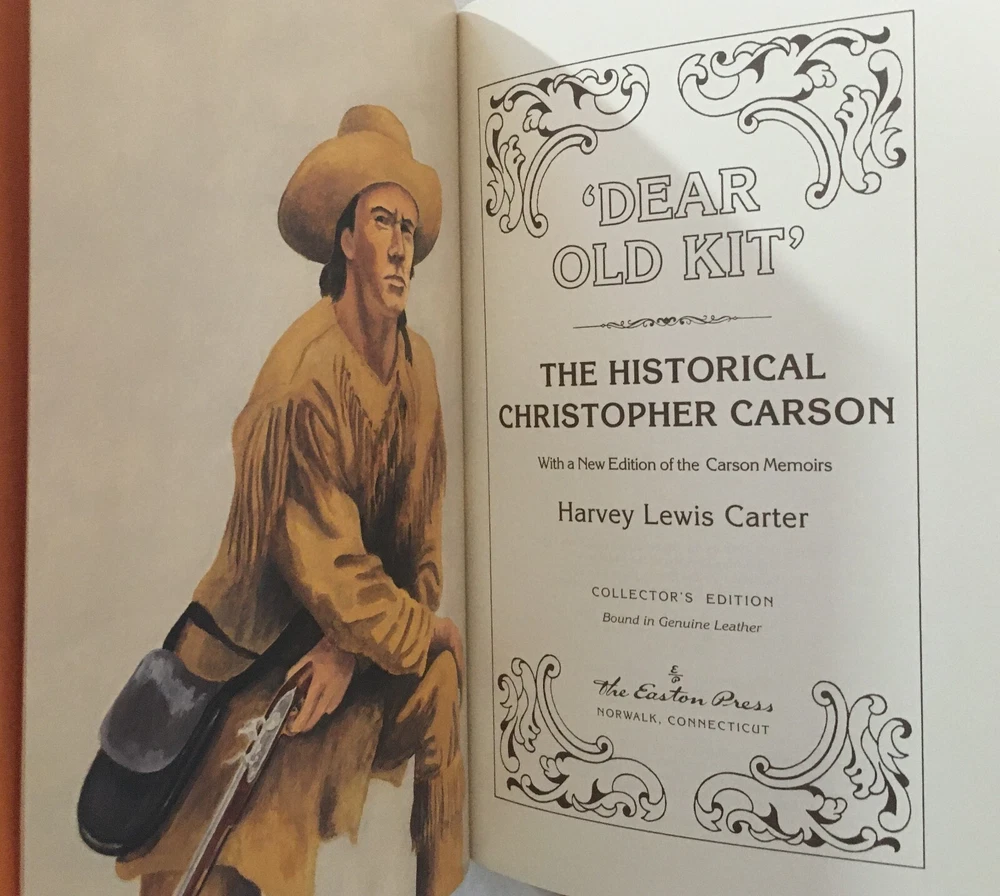 ‘DEAR
OLD KIT’
THE HISTORICAL
CHRISTOPHER CARSON
With a New Edition of the Carson Memoirs
Harvey Lewis Carter
COLLECTOR'S EDITION
Bound in Genuine Leather
E/P
The Easton Press
NORWALK, CONNECTICUT